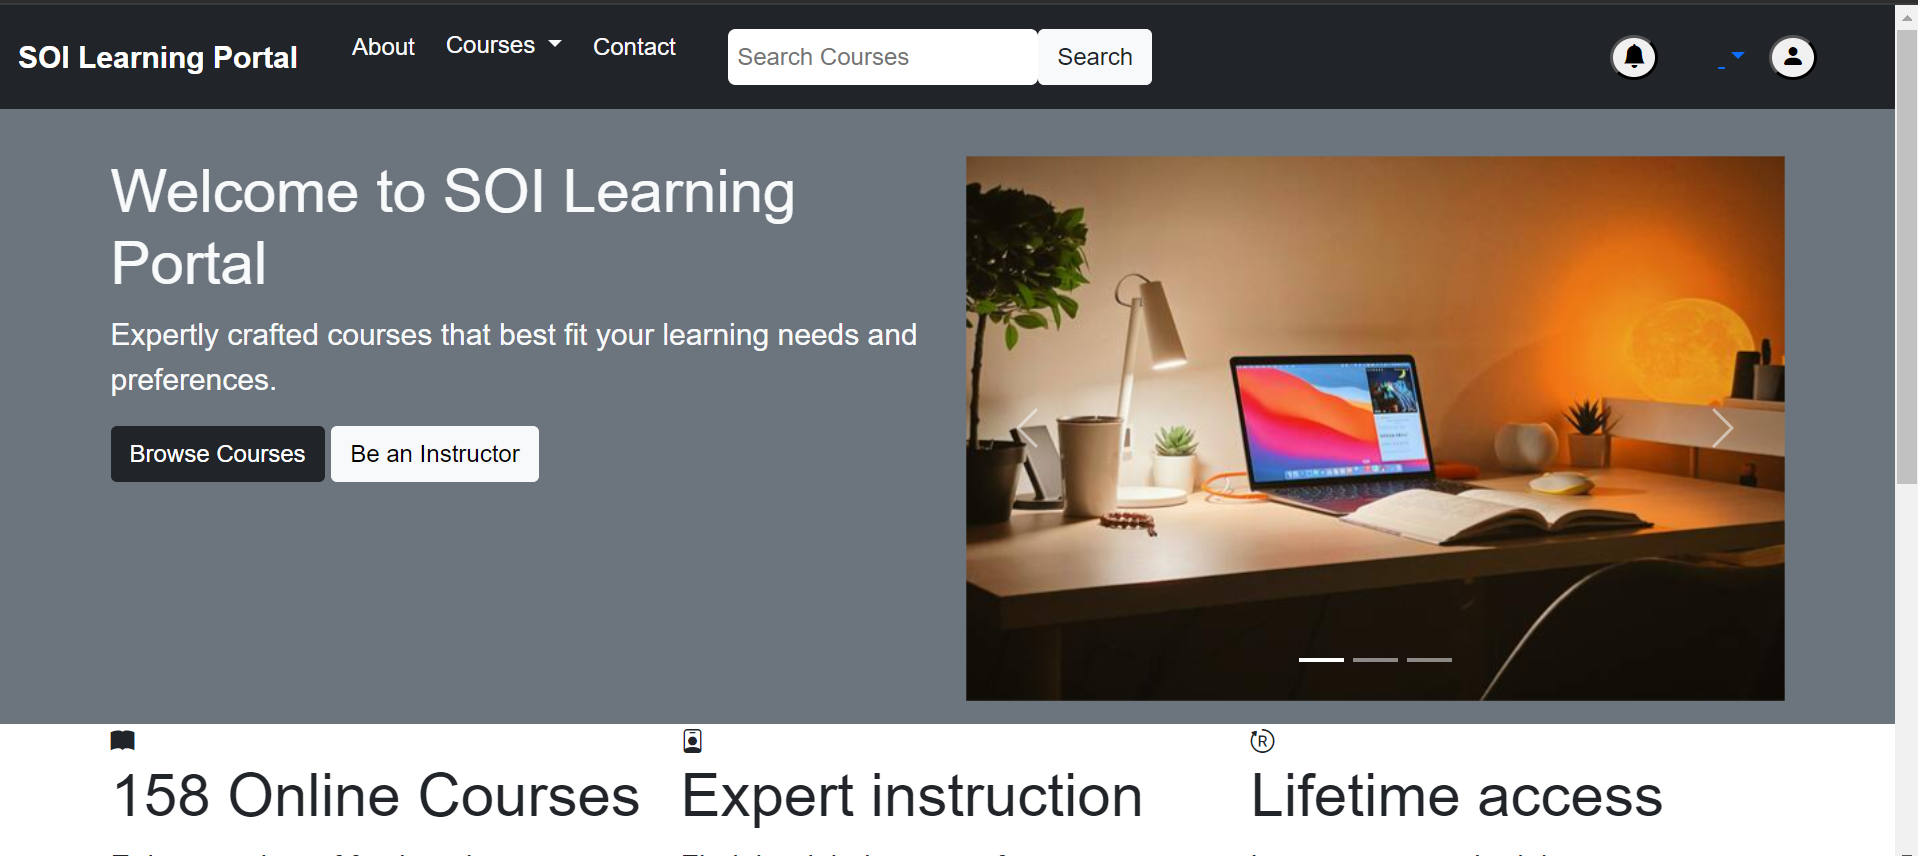 SOI Learning Portal
About
Courses
Contact
Search Courses
Search
Welcome to SOI Learning
Portal
Expertly crafted courses that best fit your learning needs and
preferences.
Browse Courses
Be an Instructor
158 Online Courses
Expert instruction
Lifetime access